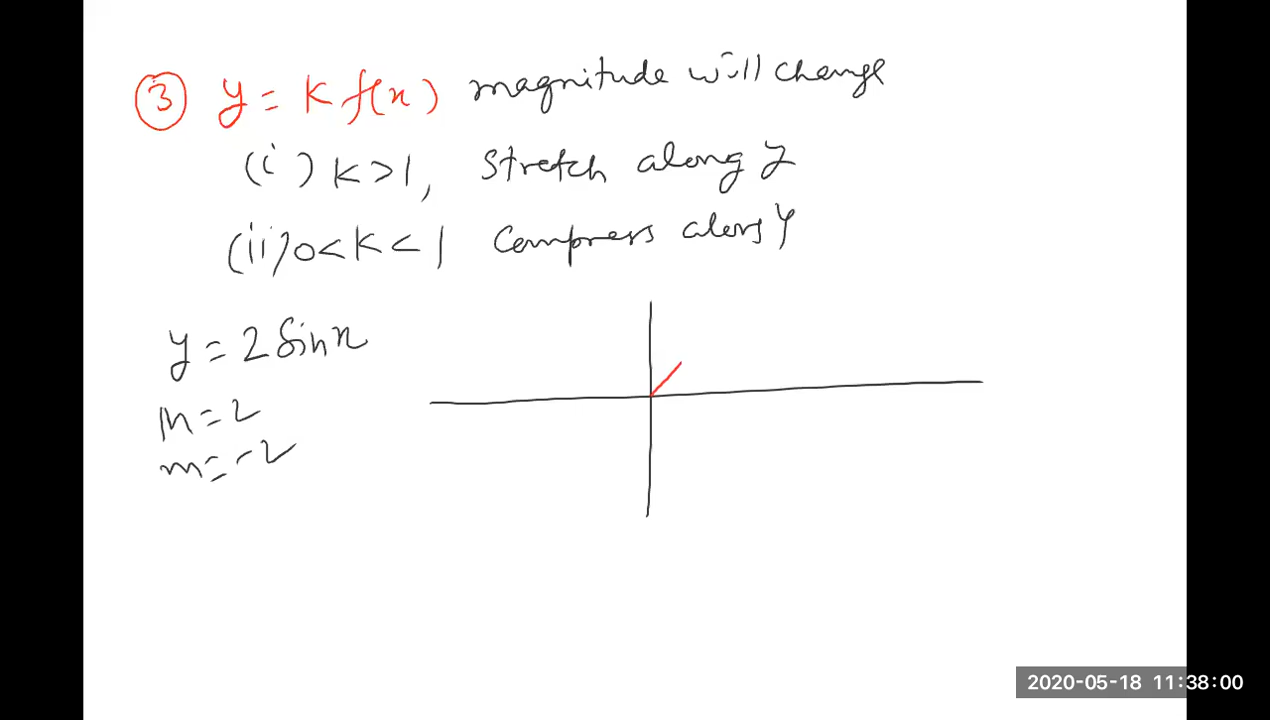 ③ y = K f(x) magnitude will change
(i) K > 1, Stretch along y
(ii) 0 < K < 1 Compress along y
y = 2 Sin x
M = 2
m = -2
2020-05-18 11:38:00